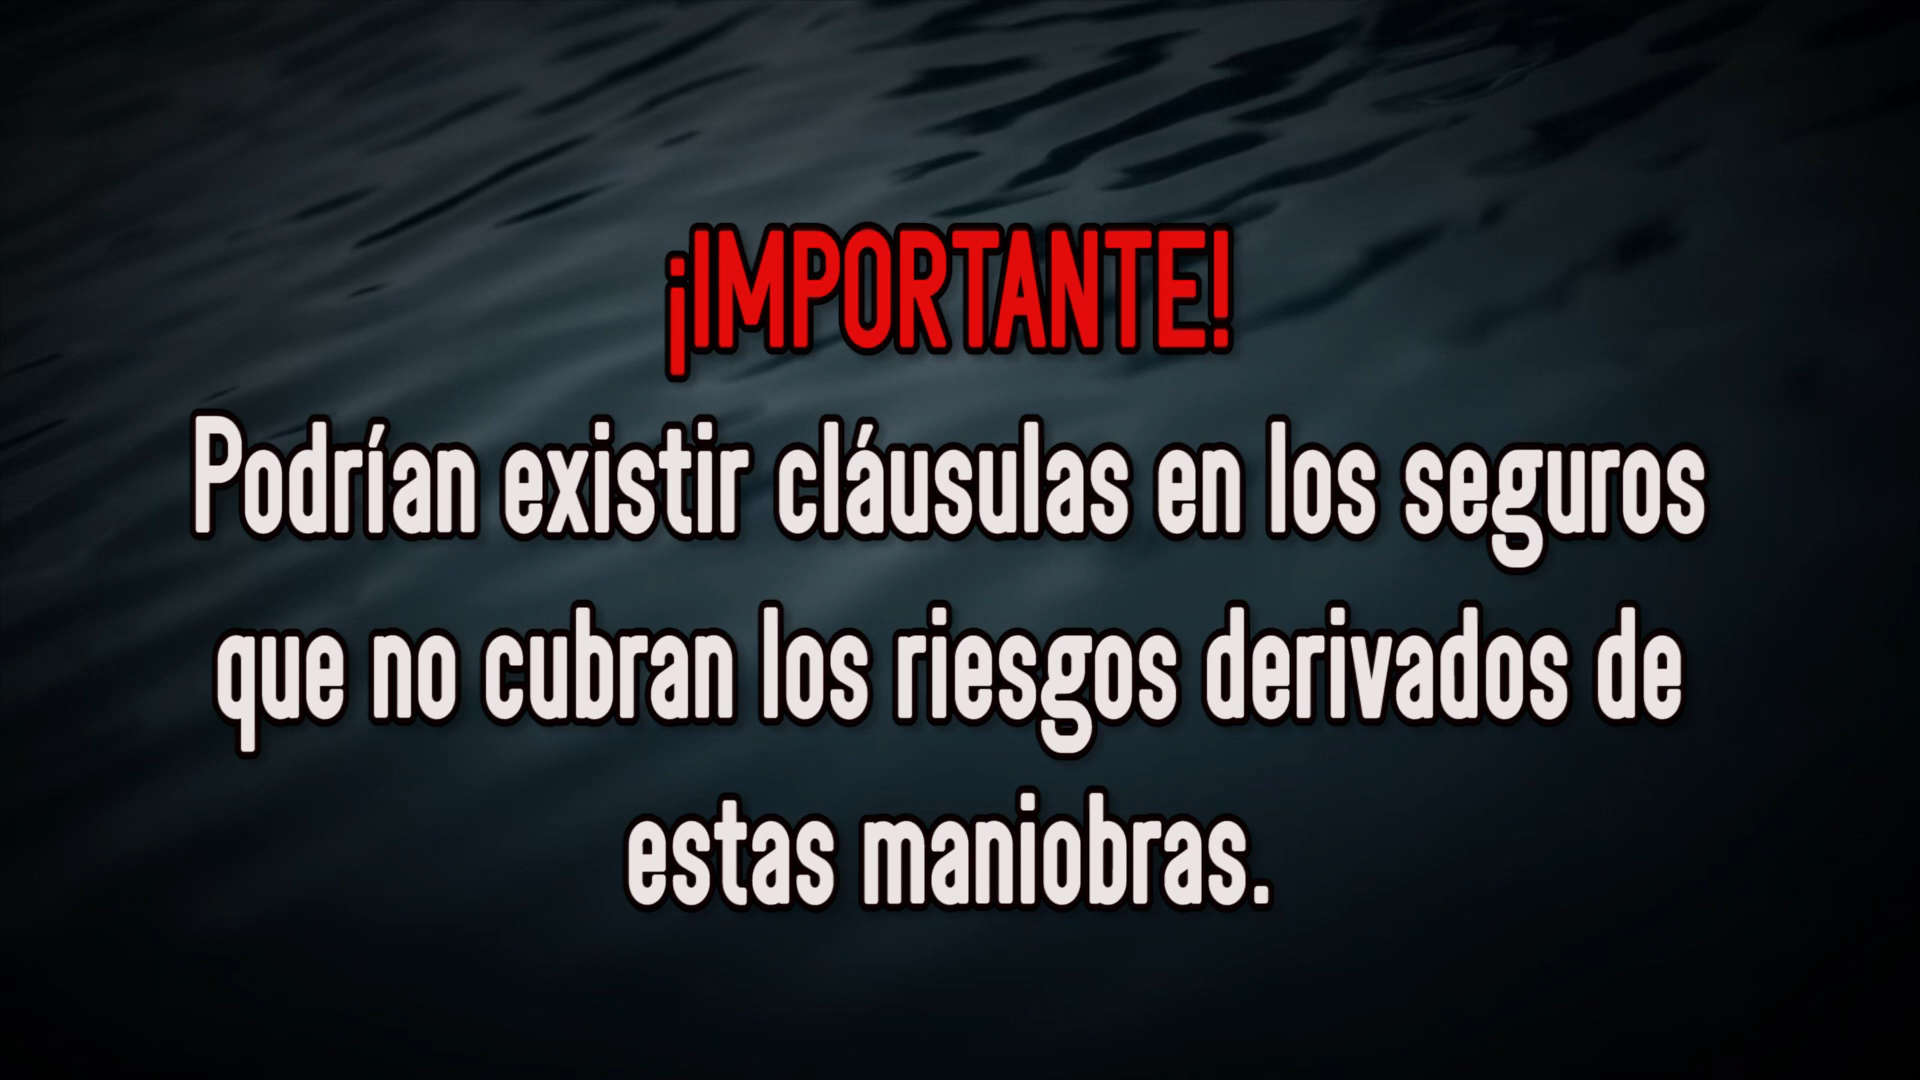 ¡IMPORTANTE!
Podrían existir cláusulas en los seguros
que no cubran los riesgos derivados de
estas maniobras.